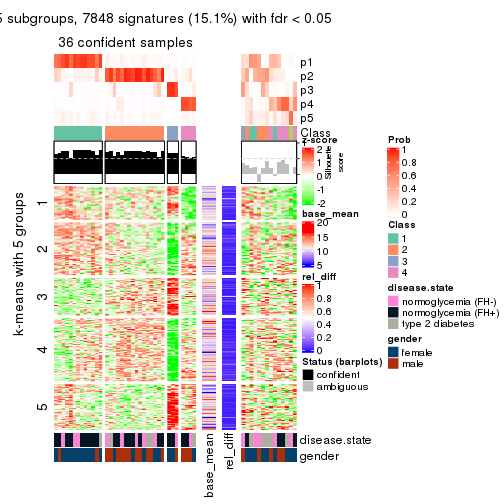 5 subgroups, 7848 signatures (15.1%) with fdr < 0.05
36 confident samples
p1
p2
p3
p4
p5
Class
z-score
2
1
0
-1
-2
Silhouette
score
1
2
3
4
5
k-means with 5 groups
base_mean
20
15
10
5
rel_diff
1
0.8
0.6
0.4
0.2
0
Status (barplots)
confident
ambiguous
disease.state
gender
base_mean
rel_diff
Prob
1
0.8
0.6
0.4
0.2
0
Class
1
2
3
4
disease.state
normoglycemia (FH-)
normoglycemia (FH+)
type 2 diabetes
gender
female
male